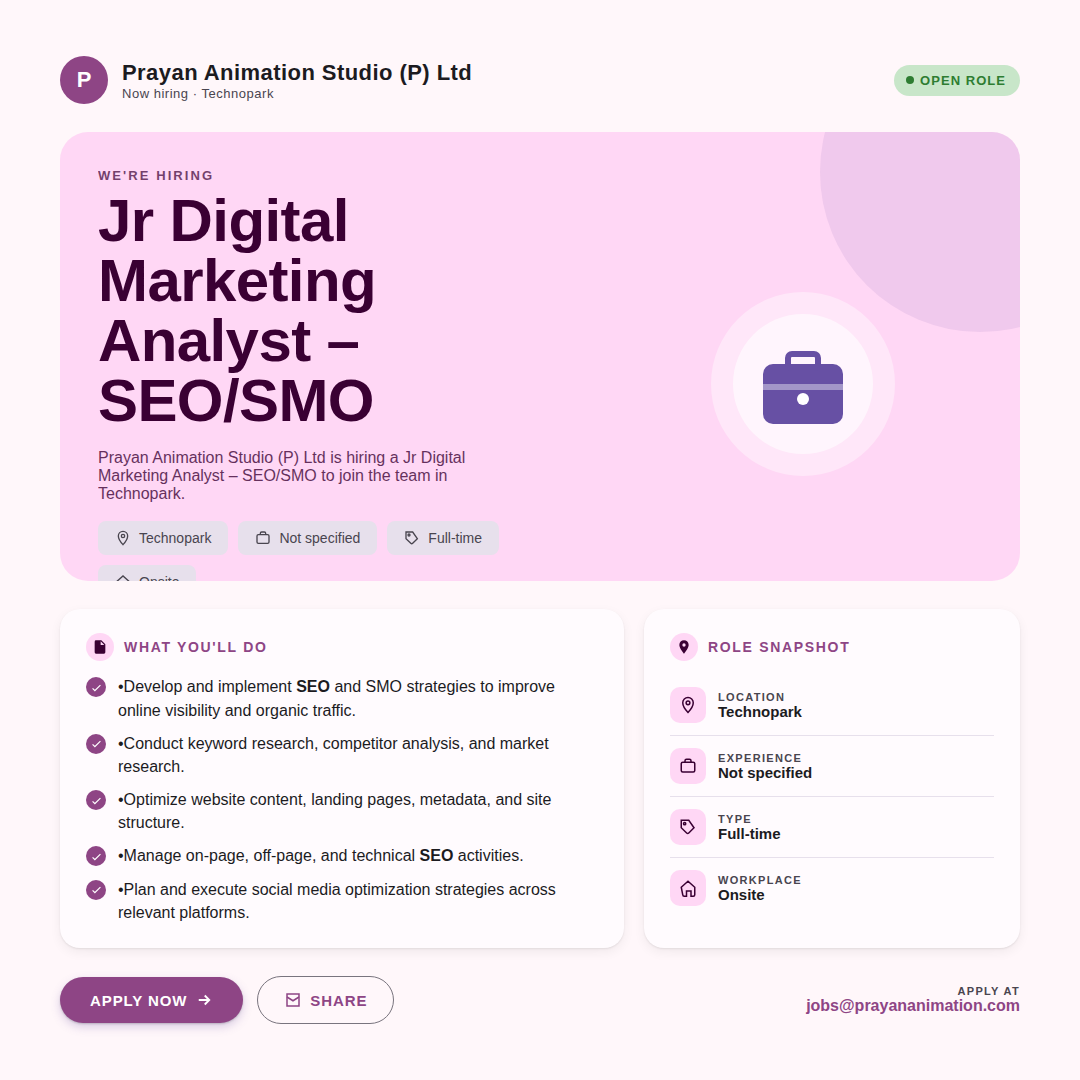 P
Prayan Animation Studio (P) Ltd
Now hiring · Technopark
OPEN ROLE
WE'RE HIRING
Jr Digital
Marketing
Analyst –
SEO/SMO
Prayan Animation Studio (P) Ltd is hiring a Jr Digital
Marketing Analyst – SEO/SMO to join the team in
Technopark.
Technopark
Not specified
Full-time
Onsite
WHAT YOU'LL DO
•Develop and implement SEO and SMO strategies to improve
online visibility and organic traffic.
•Conduct keyword research, competitor analysis, and market
research.
•Optimize website content, landing pages, metadata, and site
structure.
•Manage on-page, off-page, and technical SEO activities.
•Plan and execute social media optimization strategies across
relevant platforms.
ROLE SNAPSHOT
LOCATION
Technopark
EXPERIENCE
Not specified
TYPE
Full-time
WORKPLACE
Onsite
APPLY NOW
SHARE
APPLY AT
jobs@prayananimation.com